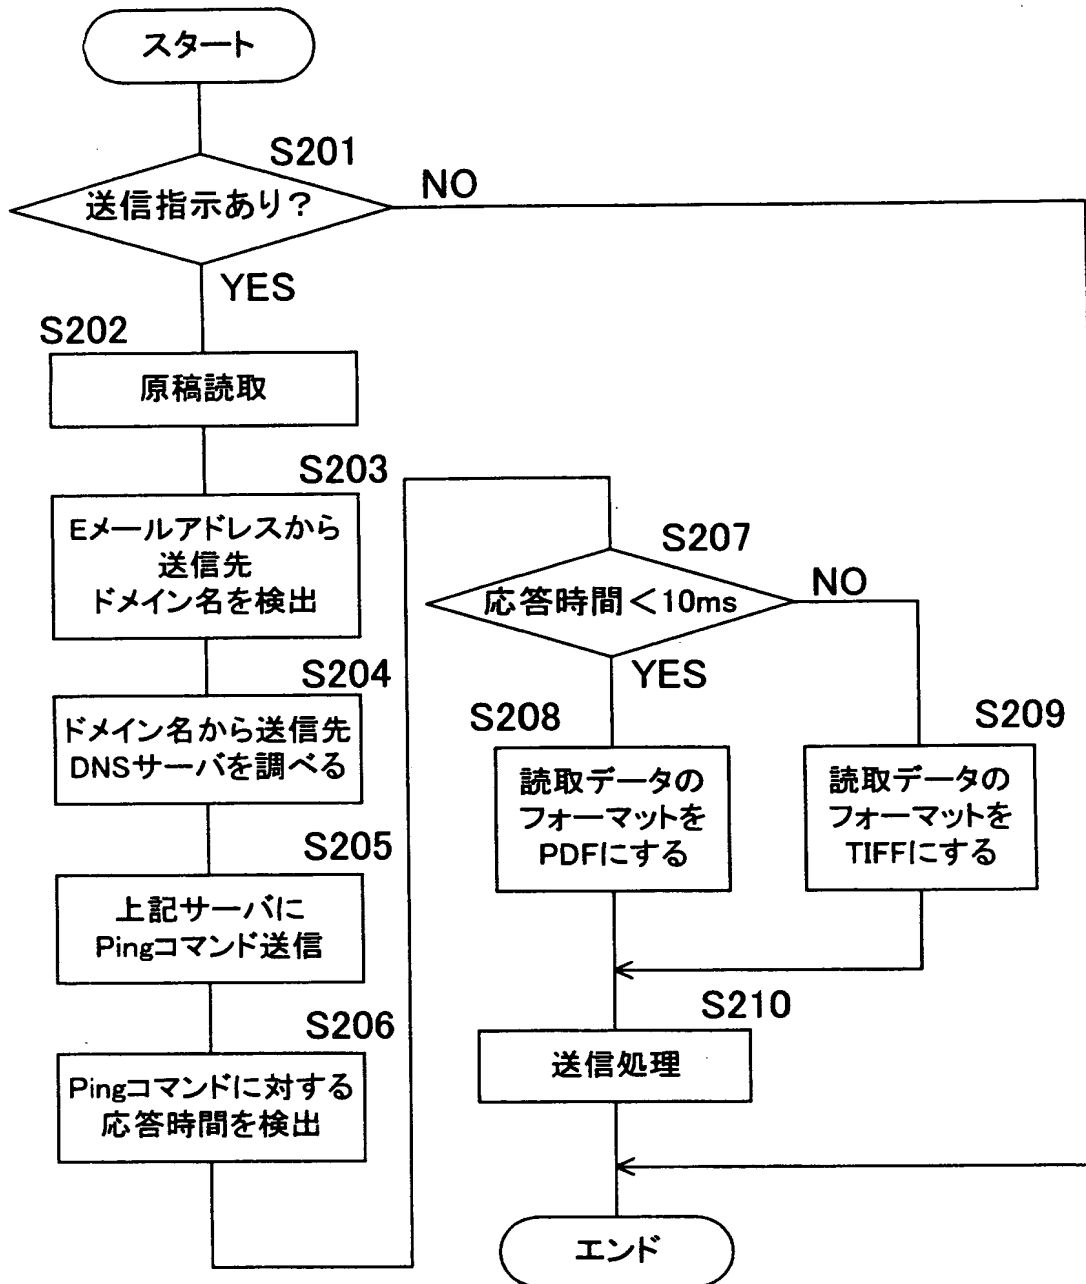 スタート
S201
送信指示あり？
NO
YES
S202
原稿読取
S203
Eメールアドレスから
送信先
ドメイン名を検出
S204
ドメイン名から送信先
DNSサーバを調べる
S205
上記サーバに
Pingコマンド送信
S206
Pingコマンドに対する
応答時間を検出
S207
応答時間＜10ms
NO
YES
S208
読取データの
フォーマットを
PDFにする
S209
読取データの
フォーマットを
TIFFにする
S210
送信処理
エンド